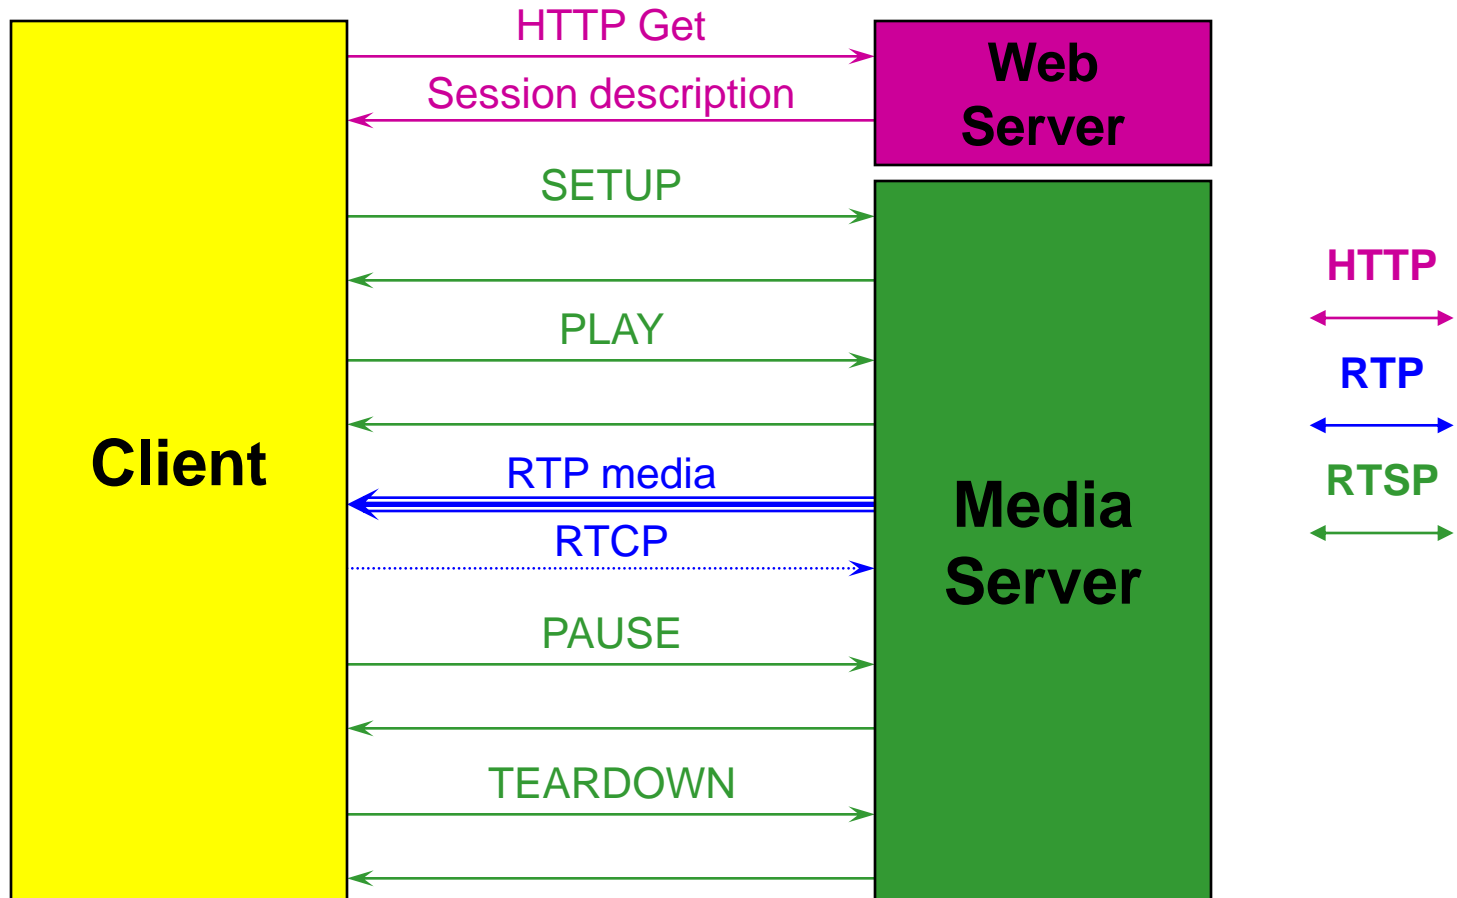 HTTP Get
Web
Server
Session description
SETUP
HTTP
PLAY
RTP
Client
RTP media
RTSP
Media
Server
RTCP
PAUSE
TEARDOWN